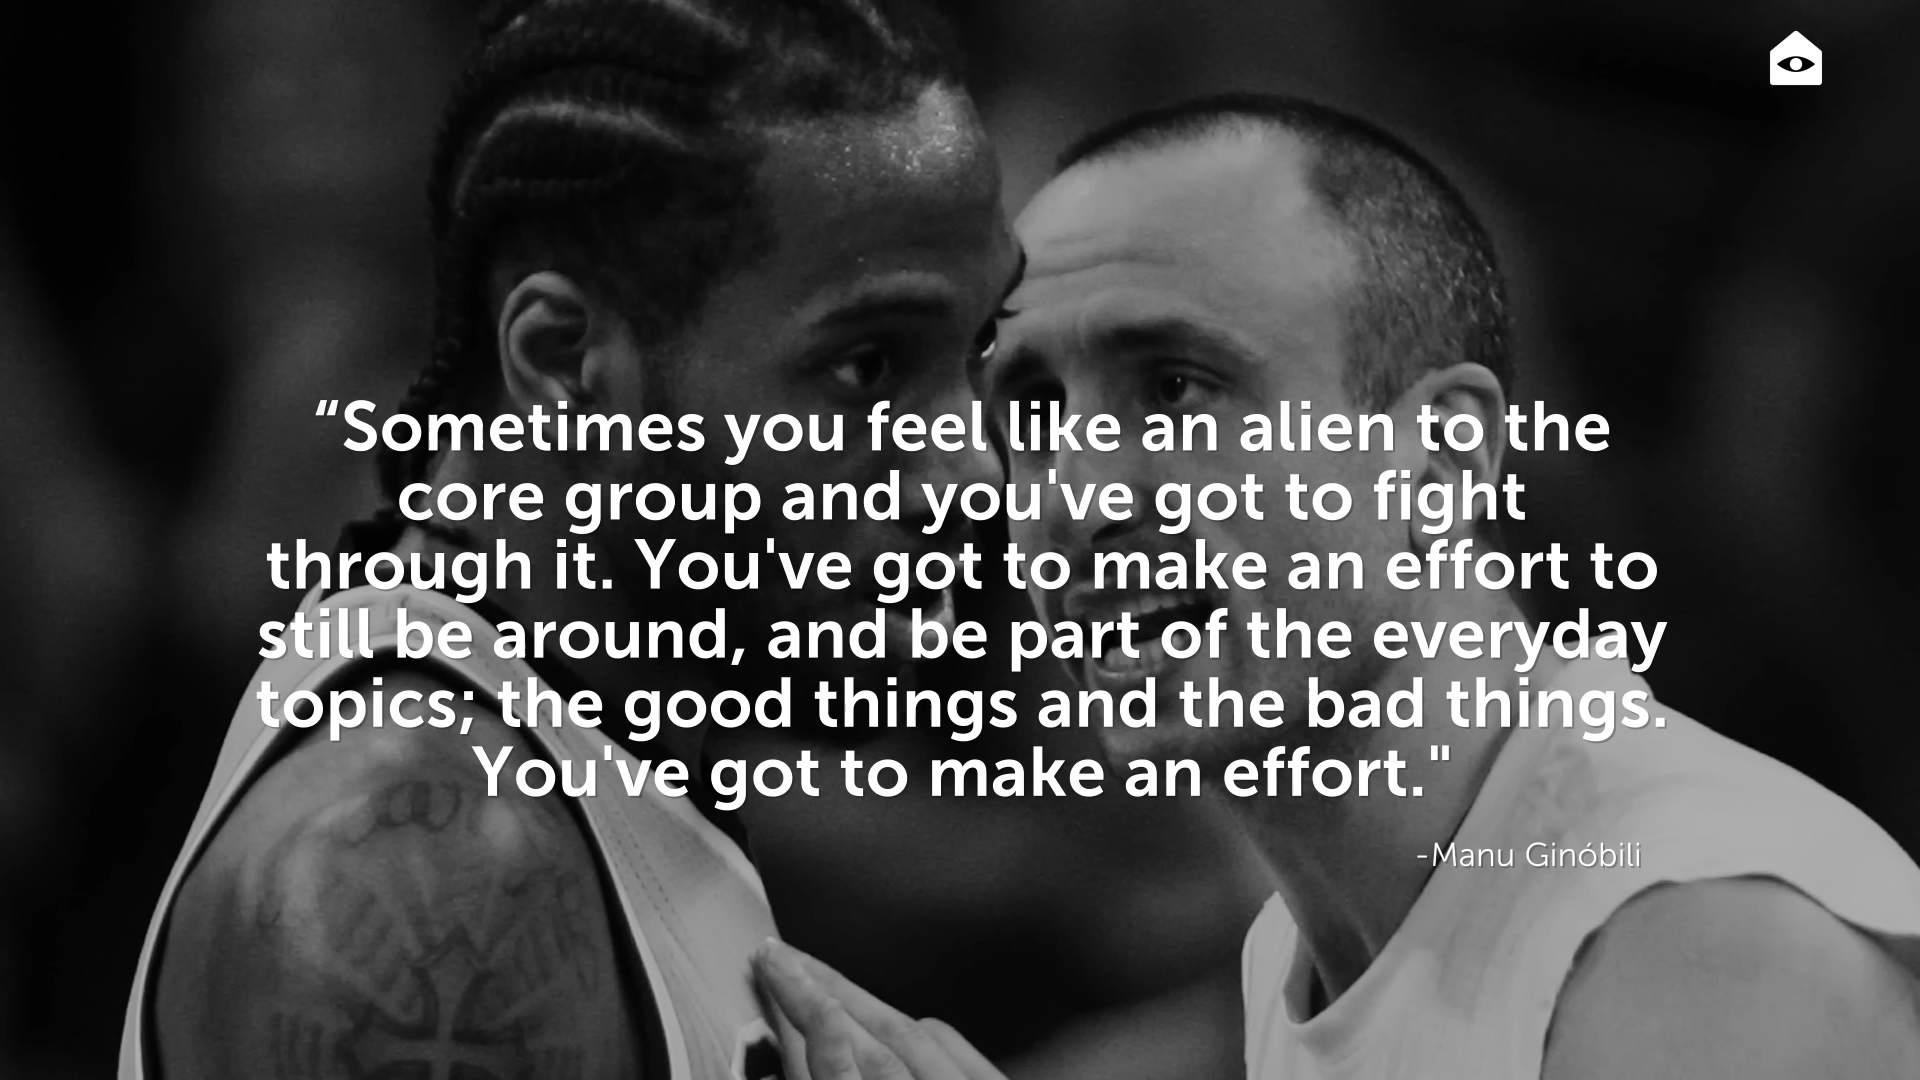 “Sometimes you feel like an alien to the
core group and you've got to fight
through it. You've got to make an effort to
still be around, and be part of the everyday
topics; the good things and the bad things.
You've got to make an effort."
-Manu Ginóbili